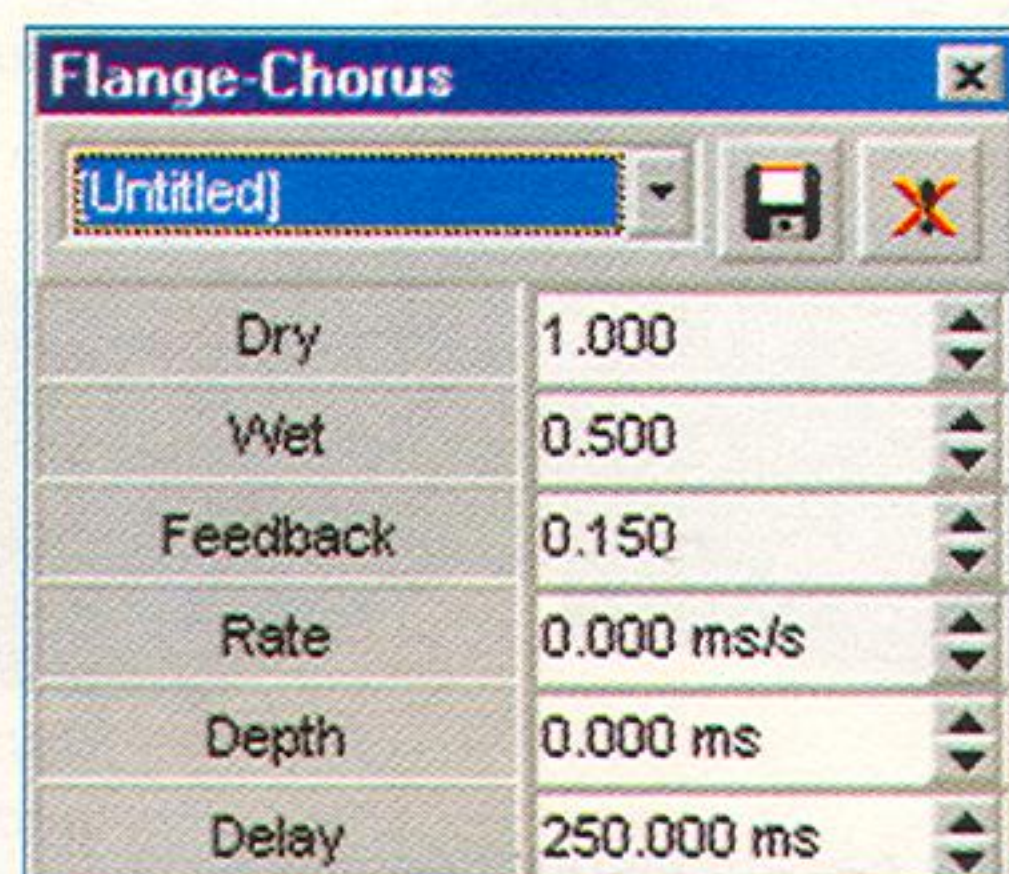 Flange-Chorus
[Untitled]
Dry 1.000
Wet 0.500
Feedback 0.150
Rate 0.000 ms/s
Depth 0.000 ms
Delay 250.000 ms